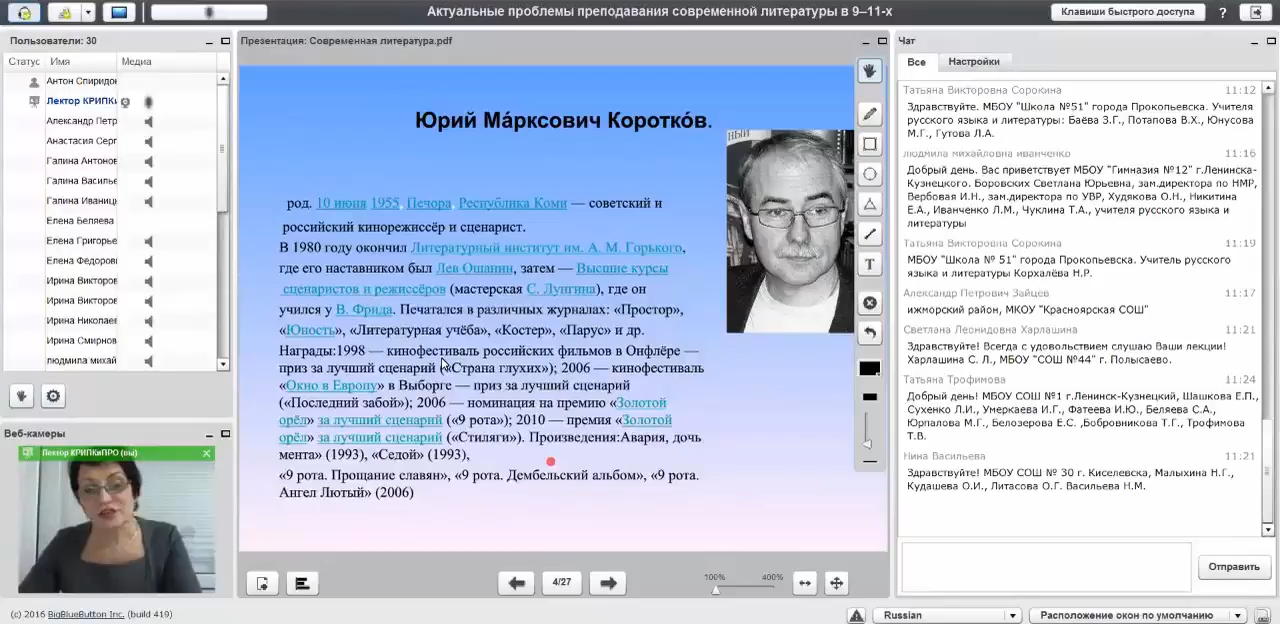 Актуальные проблемы преподавания современной литературы в 9–11-х
Клавиши быстрого доступа
?
Пользователи: 30
Статус Имя Медиа
Антон Спиридон
Лектор КРИПКи
Александр Петр
Анастасия Серг
Галина Антонов
Галина Василье
Галина Иваниц
Елена Беляева
Елена Григорье
Елена Федорові
Ирина Викторов
Ирина Викторов
Ирина Николае
Ирина Смирнов
людмила михай
Веб-камеры
Лектор КРИПКиПРО (вы)
Презентация: Современная литература.pdf
Юрий Ма́рксович Коротко́в.
род. 10 июня 1955, Печора, Республика Коми — советский и
российский кинорежиссёр и сценарист.
В 1980 году окончил Литературный институт им. А. М. Горького,
где его наставником был Лев Ошанин, затем — Высшие курсы
сценаристов и режиссёров (мастерская С. Лунгина), где он
учился у В. Фрида. Печатался в различных журналах: «Простор»,
«Юность», «Литературная учёба», «Костер», «Парус» и др.
Награды:1998 — кинофестиваль российских фильмов в Онфлёре —
приз за лучший сценарий («Страна глухих»); 2006 — кинофестиваль
«Окно в Европу» в Выборге — приз за лучший сценарий
(«Последний забой»); 2006 — номинация на премию «Золотой
орёл» за лучший сценарий («9 рота»); 2010 — премия «Золотой
орёл» за лучший сценарий («Стиляги»). Произведения:Авария, дочь
мента» (1993), «Седой» (1993),
«9 рота. Прощание славян», «9 рота. Дембельский альбом», «9 рота.
Ангел Лютый» (2006)
ный
T
4/27
100% 400%
Чат
Все Настройки
Татьяна Викторовна Сорокина 11:12
Здравствуйте. МБОУ "Школа №51" города Прокопьевска. Учителя
русского языка и литературы: Баёва З.Г., Потапова В.Х., Юнусова
М.Г., Гутова Л.А.
людмила михайловна иванченко 11:16
Добрый день. Вас приветствует МБОУ "Гимназия №12" г.Ленинска-
Кузнецкого. Боровских Светлана Юрьевна, зам.директора по НМР,
Вербовая И.Н., зам.директора по УВР, Худякова О.Н., Никитина
Е.А., Иванченко Л.М., Чуклина Т.А., учителя русского языка и
литературы
Татьяна Викторовна Сорокина 11:19
МБОУ "Школа № 51" города Прокопьевска. Учитель русского
языка и литературы Корхалёва Н.Р.
Александр Петрович Зайцев 11:17
ижморский район, МКОУ "Красноярская СОШ"
Светлана Леонидовна Харлашина 11:21
Здравствуйте! Всегда с удовольствием слушаю Ваши лекции!
Харлашина С. Л., МБОУ "СОШ №44" г. Полысаево.
Татьяна Трофимова 11:24
Добрый день! МБОУ СОШ №1 г.Ленинск-Кузнецкий, Шашкова Е.П.,
Сухенко Л.И., Унеркаева И.Г., Фатеева И.Ю., Беляева С.А.,
Юрпалова М.Г., Белозерова Е.С. ,Бобровникова Т.Г., Трофимова
Т.В.
Нина Васильева 11:21
Здравствуйте! МБОУ СОШ № 30 г. Киселевска, Малыхина Н.Г.,
Кудашева О.И., Литасова О.Г. Васильева Н.М.
Отправить
(c) 2016 BigBlueButton Inc. (build 419)
Russian
Расположение окон по умолчанию